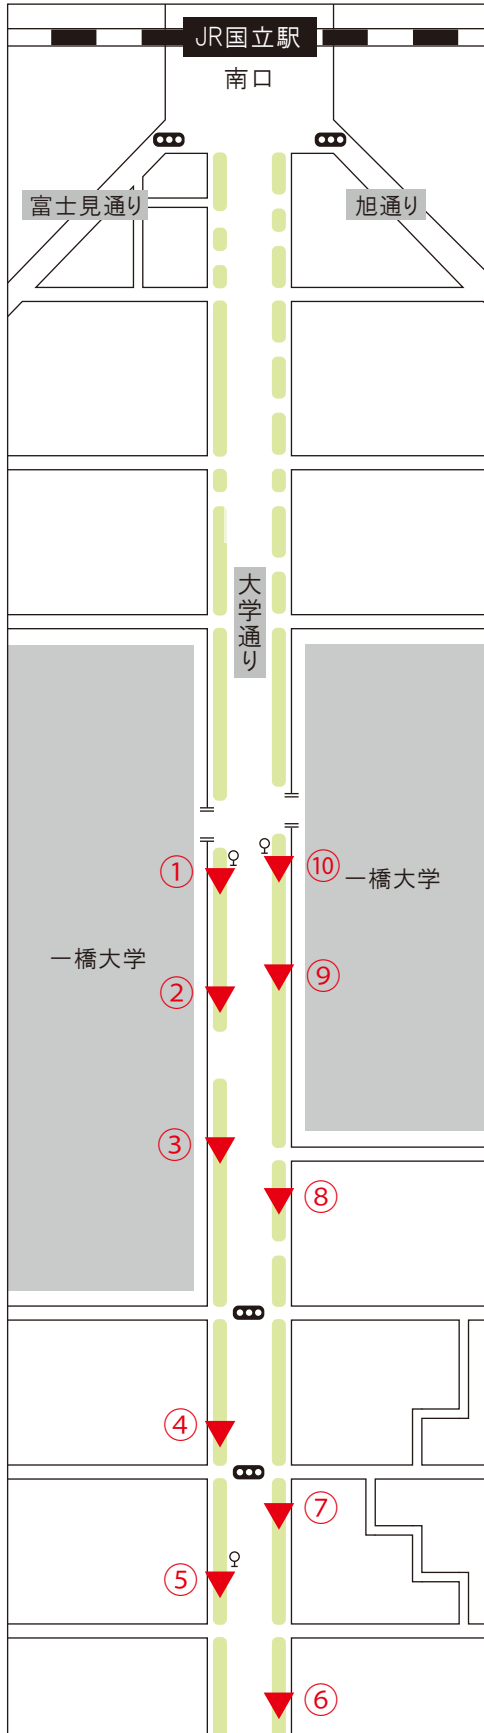 JR国立駅
南口
富士見通り
旭通り
大学通り
①
⑩
一橋大学
一橋大学
②
⑨
③
⑧
④
⑦
⑤
⑥